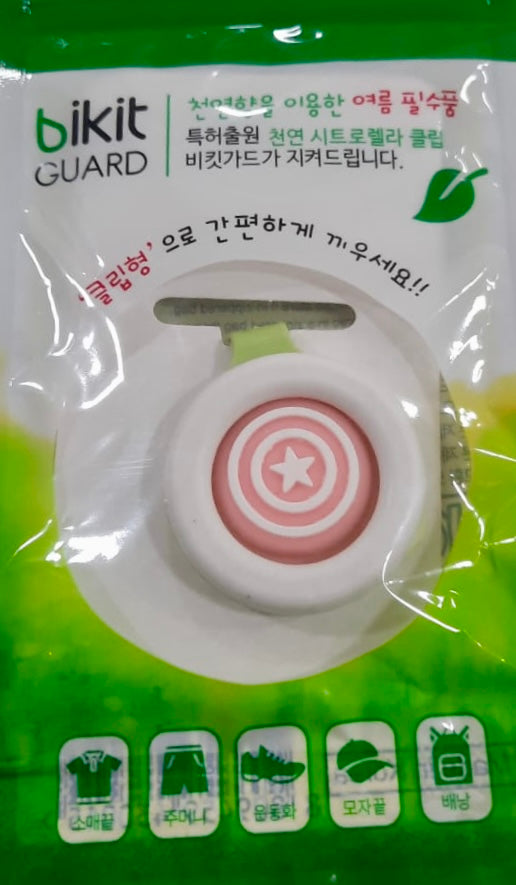 bikit
GUARD
천연향을 이용한 여름 필수품
특허출원 천연 시트로렐라 클립
비킷가드가 지켜드립니다.
'클립형'으로 간편하게 끼우세요!!
소매끝
주머니
운동화
모자끝
배낭